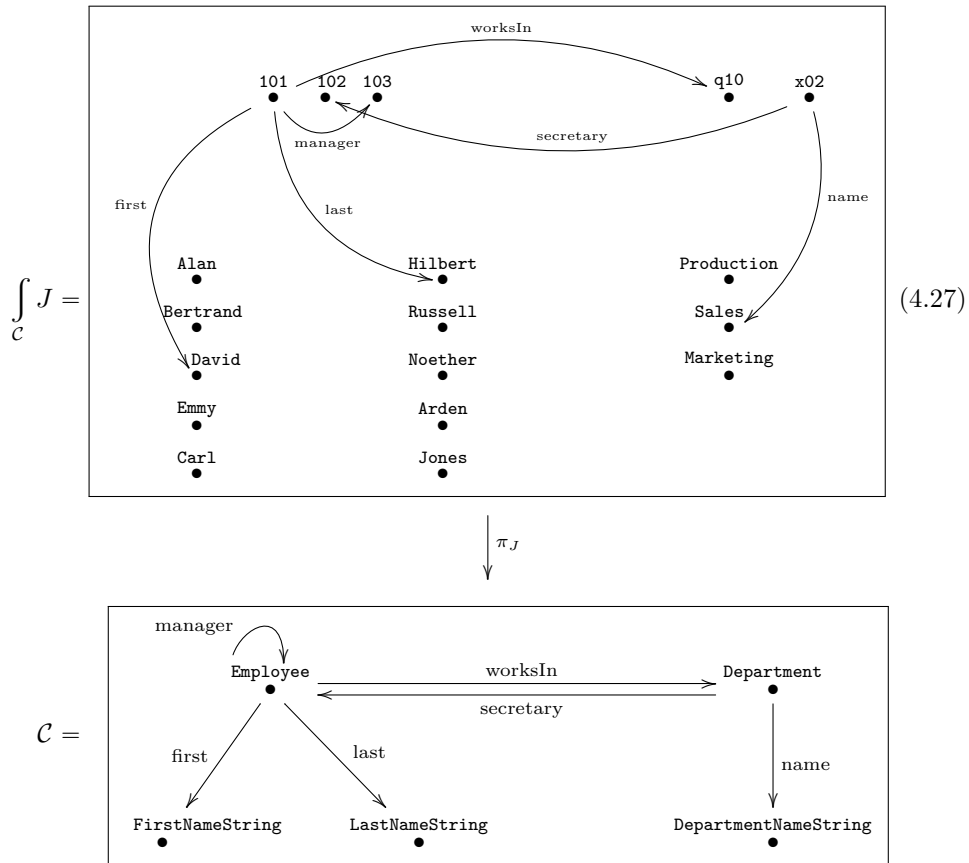 worksIn
101 102 103 q10 x02
secretary
manager
first
last
name
Alan Hilbert Production
∫ J = (4.27)
C
Bertrand Russell Sales
David Noether Marketing
Emmy Arden
Carl Jones
π_J
manager
Employee worksIn Department
secretary
C =
first last name
FirstNameString LastNameString DepartmentNameString